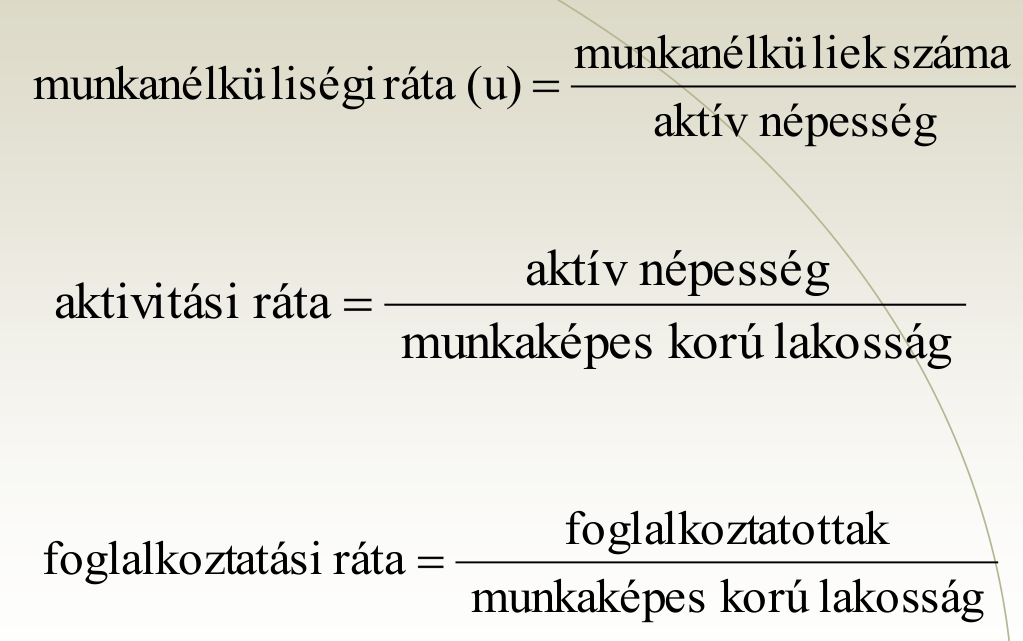 munkanélküliségi ráta (u) = munkanélküliek száma
aktív népesség
aktivitási ráta = aktív népesség
munkaképes korú lakosság
foglalkoztatási ráta = foglalkoztatottak
munkaképes korú lakosság